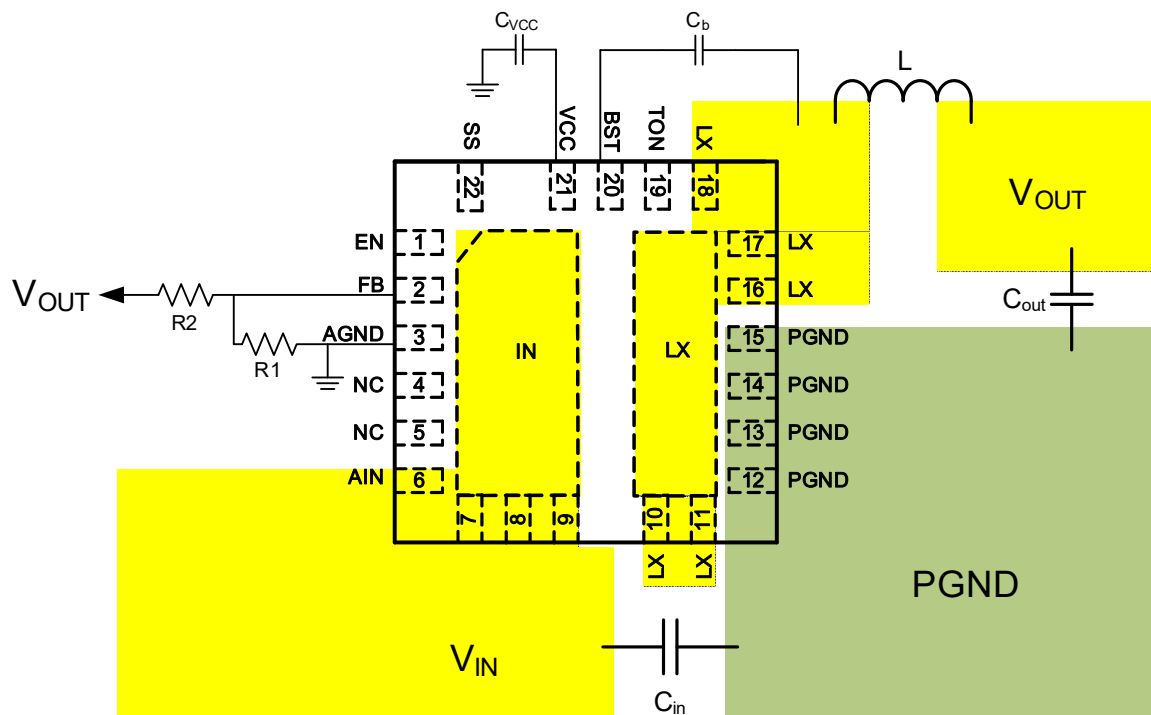 CVCC
Cb
L
SS
VCC
BST
TON
LX
22
21
20
19
18
VOUT
EN
1
17
LX
FB
2
16
LX
VOUT
R2
Cout
AGND
3
IN
LX
15
PGND
R1
NC
4
14
PGND
NC
5
13
PGND
AIN
6
12
PGND
7
8
9
10
11
LX
LX
PGND
VIN
Cin